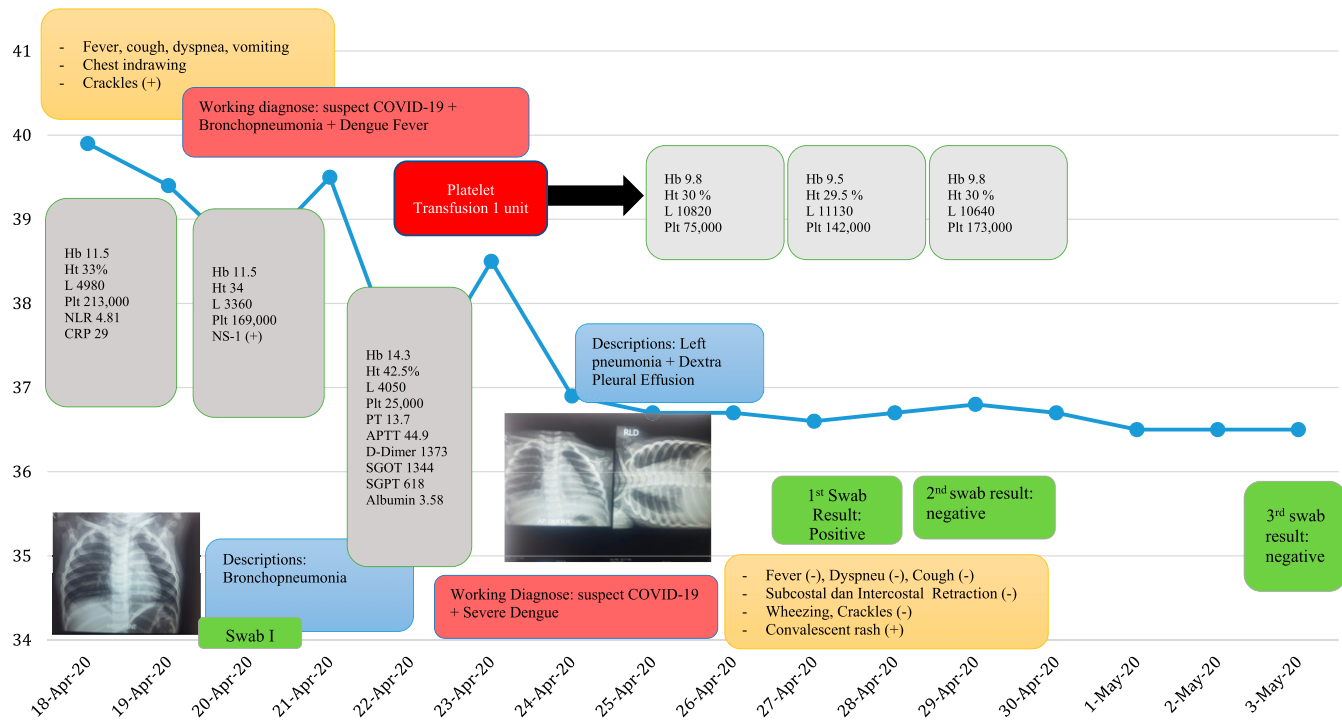 41
40
39
38
37
36
35
34
- Fever, cough, dyspnea, vomiting
- Chest indrawing
- Crackles (+)
Working diagnose: suspect COVID-19 +
Bronchopneumonia + Dengue Fever
Platelet
Transfusion 1 unit
Hb 9.8
Ht 30 %
L 10820
Plt 75,000
Hb 9.5
Ht 29.5 %
L 11130
Plt 142,000
Hb 9.8
Ht 30 %
L 10640
Plt 173,000
Hb 11.5
Ht 33%
L 4980
Plt 213,000
NLR 4.81
CRP 29
Hb 11.5
Ht 34
L 3360
Plt 169,000
NS-1 (+)
Hb 14.3
Ht 42.5%
L 4050
Plt 25,000
PT 13.7
APTT 44.9
D-Dimer 1373
SGOT 1344
SGPT 618
Albumin 3.58
Descriptions: Left
pneumonia + Dextra
Pleural Effusion
RLD
Descriptions:
Bronchopneumonia
Swab I
Working Diagnose: suspect COVID-19
+ Severe Dengue
1st Swab
Result:
Positive
2nd swab result:
negative
3rd swab
result:
negative
- Fever (-), Dyspneu (-), Cough (-)
- Subcostal dan Intercostal Retraction (-)
- Wheezing, Crackles (-)
- Convalescent rash (+)
18-Apr-20
19-Apr-20
20-Apr-20
21-Apr-20
22-Apr-20
23-Apr-20
24-Apr-20
25-Apr-20
26-Apr-20
27-Apr-20
28-Apr-20
29-Apr-20
30-Apr-20
1-May-20
2-May-20
3-May-20